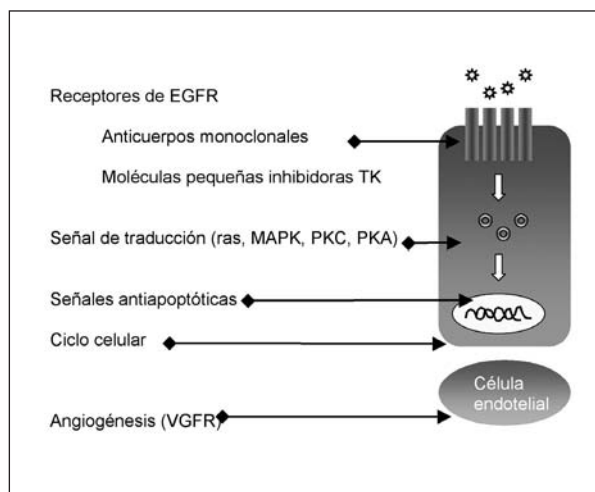 Receptores de EGFR
Anticuerpos monoclonales
Moléculas pequeñas inhibidoras TK
Señal de traducción (ras, MAPK, PKC, PKA)
Señales antiapoptóticas
Ciclo celular
Célula
endotelial
Angiogénesis (VGFR)